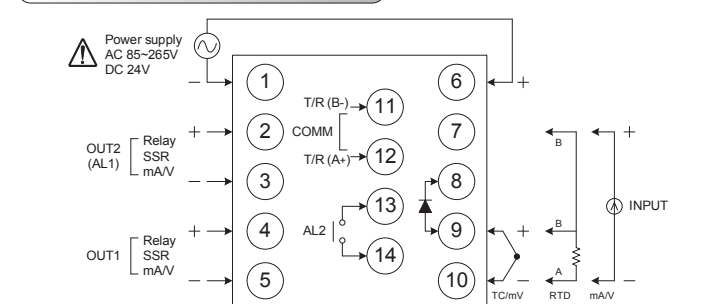 Power supply
AC 85~265V
DC 24V
− 1
6 +
T/R (B-) 11
OUT2
(AL1)
+ Relay
SSR
− mA/V
2
3
COMM
T/R (A+) 12
7
8
B
+
13
AL2
14
OUT1
+ Relay
SSR
− mA/V
4
5
9 +
10 −
B
A
INPUT
−
TC/mV
RTD
mA/V